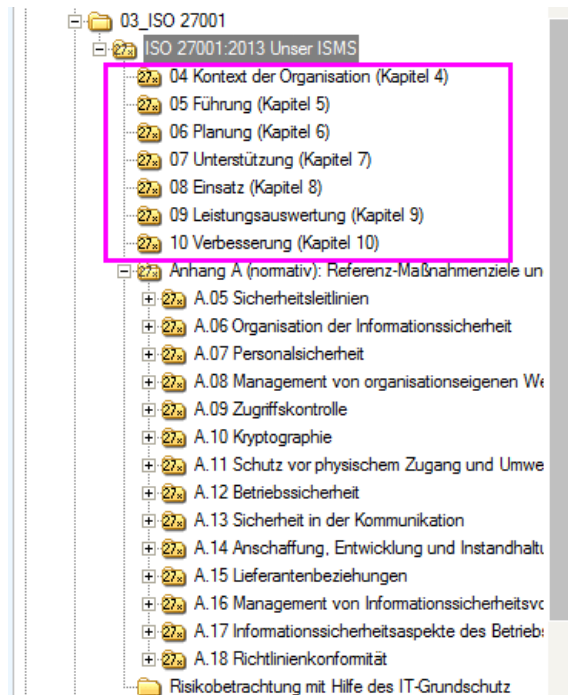 03_ISO 27001
ISO 27001:2013 Unser ISMS
04 Kontext der Organisation (Kapitel 4)
05 Führung (Kapitel 5)
06 Planung (Kapitel 6)
07 Unterstützung (Kapitel 7)
08 Einsatz (Kapitel 8)
09 Leistungsauswertung (Kapitel 9)
10 Verbesserung (Kapitel 10)
Anhang A (normativ): Referenz-Maßnahmenziele un
A.05 Sicherheitsleitlinien
A.06 Organisation der Informationssicherheit
A.07 Personalsicherheit
A.08 Management von organisationseigenen We
A.09 Zugriffskontrolle
A.10 Kryptographie
A.11 Schutz vor physischem Zugang und Umwe
A.12 Betriebssicherheit
A.13 Sicherheit in der Kommunikation
A.14 Anschaffung, Entwicklung und Instandhaltu
A.15 Lieferantenbeziehungen
A.16 Management von Informationssicherheitsvo
A.17 Informationssicherheitsaspekte des Betriebs
A.18 Richtlinienkonformität
Risikobetrachtung mit Hilfe des IT-Grundschutz